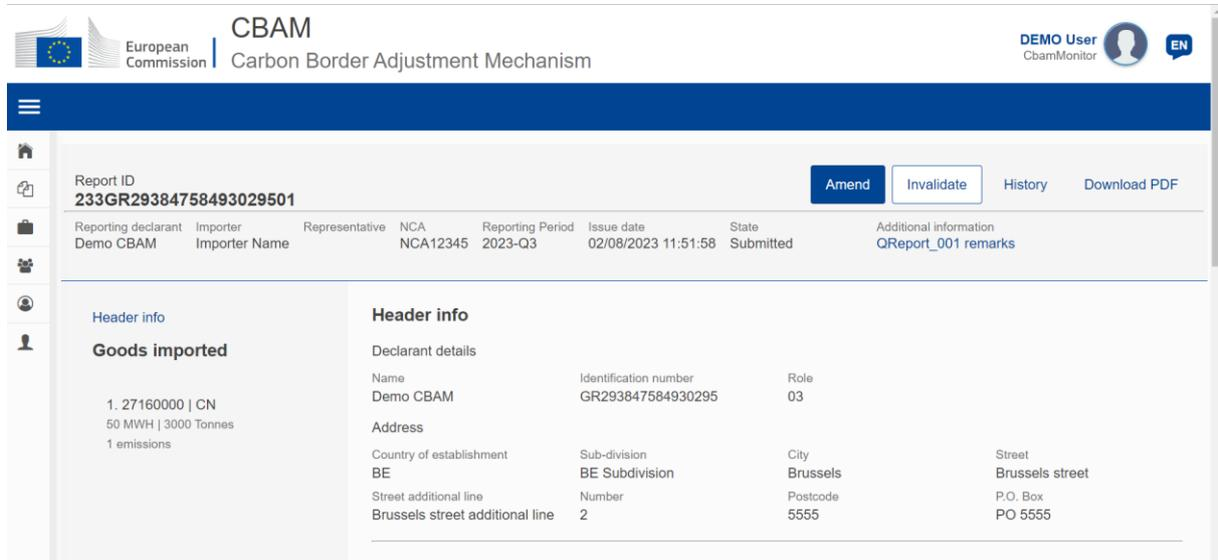 European
Commission
CBAM
Carbon Border Adjustment Mechanism
DEMO User
CbamMonitor
EN
Report ID
233GR29384758493029501
Amend
Invalidate
History
Download PDF
Reporting declarant Importer Representative NCA Reporting Period Issue date State Additional information
Demo CBAM Importer Name NCA12345 2023-Q3 02/08/2023 11:51:58 Submitted QReport_001 remarks
Header info
Goods imported
1. 27160000 | CN
50 MWH | 3000 Tonnes
1 emissions
Header info
Declarant details
Name Identification number Role
Demo CBAM GR293847584930295 03
Address
Country of establishment Sub-division City Street
BE BE Subdivision Brussels Brussels street
Street additional line Number Postcode P.O. Box
Brussels street additional line 2 5555 PO 5555